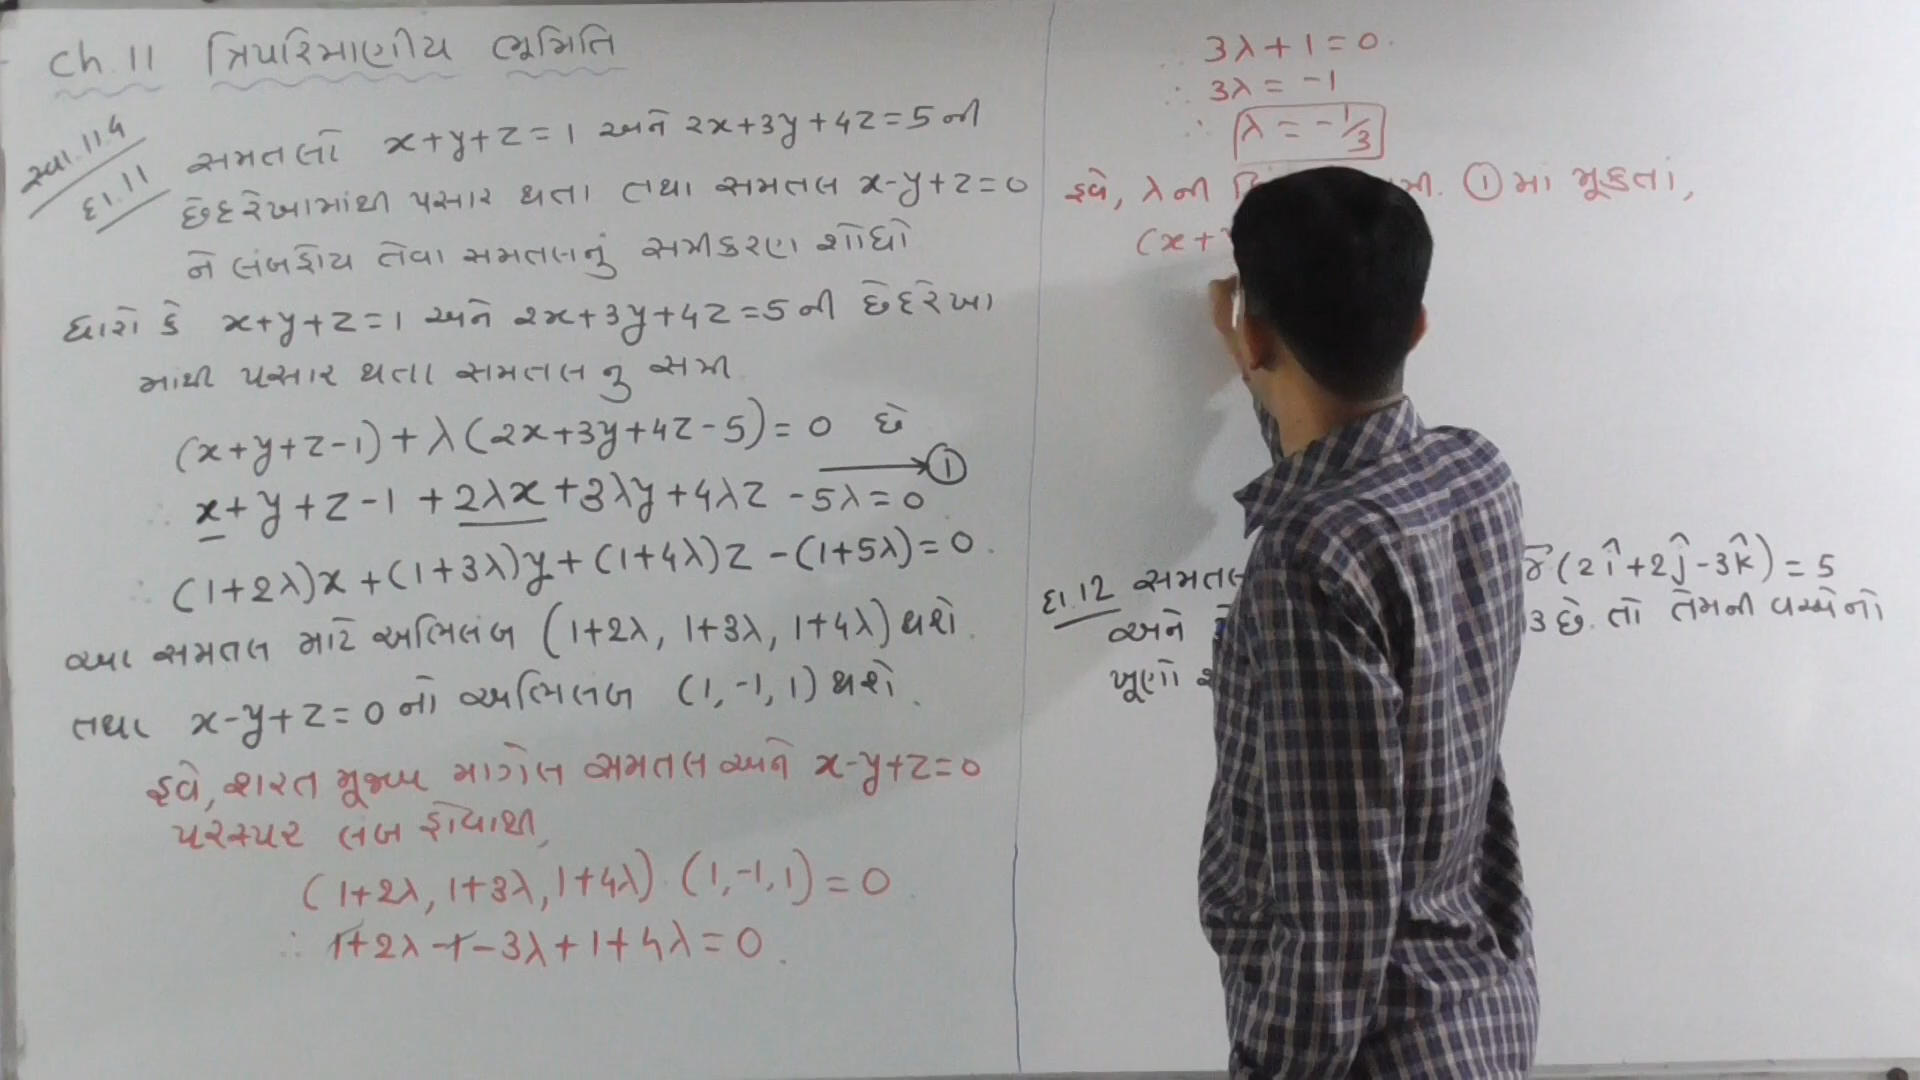 Ch. 11 ત્રિપરિમાણીય ભૂમિતિ
સ્વા. 11.4
દા. 11
સમતલો x+y+z=1 અને 2x+3y+4z=5 ની
છેદરેખામાંથી પસાર થતા તથા સમતલ x-y+z=0
ને લંબહોય તેવા સમતલનું સમીકરણ શોધો
ધારો કે x+y+z=1 અને 2x+3y+4z=5 ની છેદરેખા
માંથી પસાર થતા સમતલ નુ સમી.
(x+y+z-1)+λ(2x+3y+4z-5)=0 છે
→ ①
∴ x+y+z-1+2λx+3λy+4λz-5λ=0
∴ (1+2λ)x+(1+3λ)y+(1+4λ)z-(1+5λ)=0.
આ સમતલ માટે અભિલંબ (1+2λ, 1+3λ, 1+4λ) થશે.
તથા x-y+z=0 નો અભિલંબ (1,-1,1) થશે.
હવે, શરત મુજબ માગેલ સમતલ અને x-y+z=0
પરસ્પર લંબ હોવાથી,
(1+2λ, 1+3λ, 1+4λ).(1,-1,1)=0
∴ 1+2λ-1-3λ+1+4λ=0.
∴ 3λ+1=0.
∴ 3λ=-1
∴ λ=-1/3
હવે, λ ની મી. ① માં મૂકતાં,
(x+
દા.12 સમતલ r̄(2î+2ĵ-3k̂)=5
અને 3 છે. તો તેમની વચ્ચેનો
ખૂણો